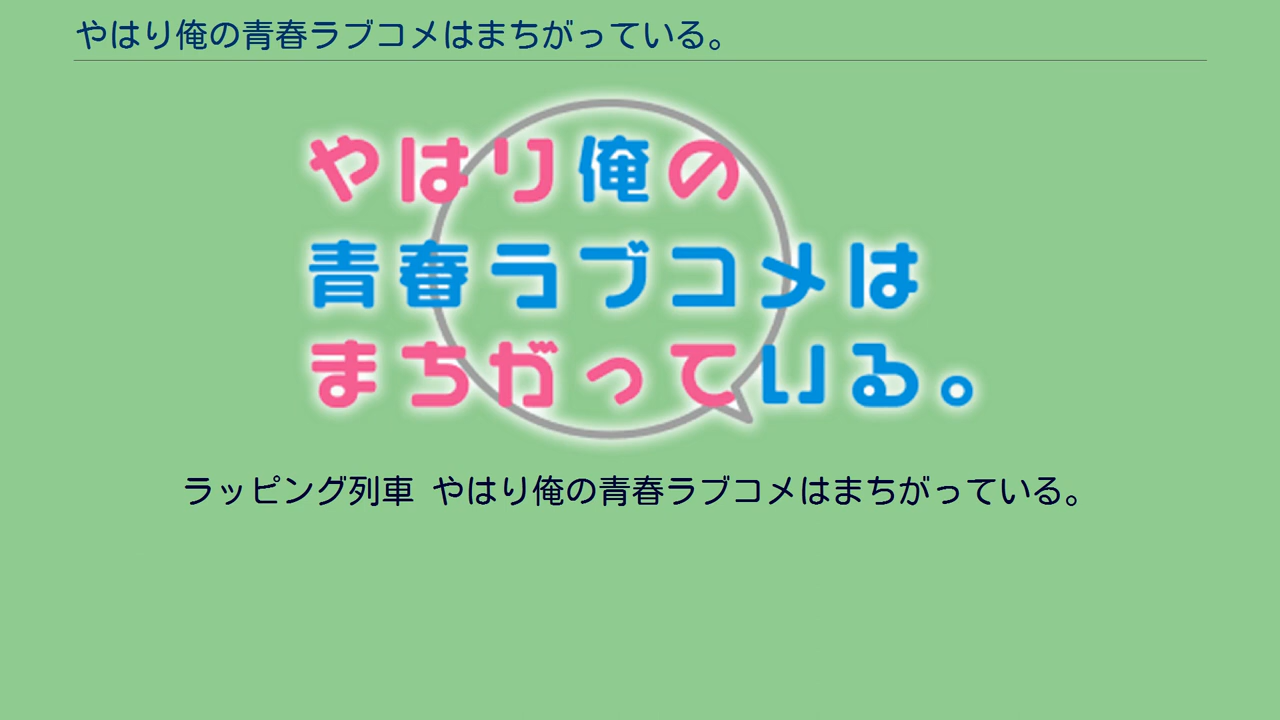 やはり俺の青春ラブコメはまちがっている。
やはり俺の
青春ラブコメは
まちがっている。
ラッピング列車 やはり俺の青春ラブコメはまちがっている。